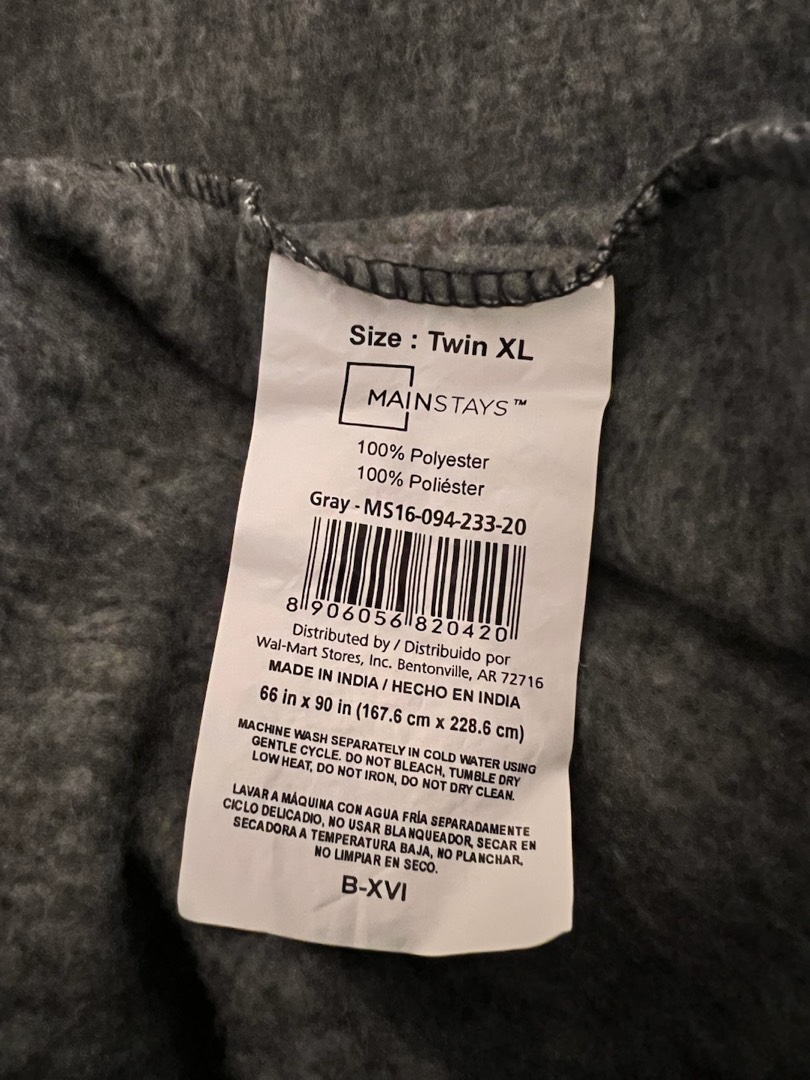 Size : Twin XL
MAINSTAYS™
100% Polyester
100% Poliéster
Gray - MS16-094-233-20
8 906056 820420
Distributed by / Distribuido por
Wal-Mart Stores, Inc. Bentonville, AR 72716
MADE IN INDIA / HECHO EN INDIA
66 in x 90 in (167.6 cm x 228.6 cm)
MACHINE WASH SEPARATELY IN COLD WATER USING
GENTLE CYCLE. DO NOT BLEACH, TUMBLE DRY
LOW HEAT, DO NOT IRON, DO NOT DRY CLEAN.
LAVAR A MÁQUINA CON AGUA FRÍA SEPARADAMENTE
CICLO DELICADO, NO USAR BLANQUEADOR, SECAR EN
SECADORA A TEMPERATURA BAJA, NO PLANCHAR,
NO LIMPIAR EN SECO.
B-XVI